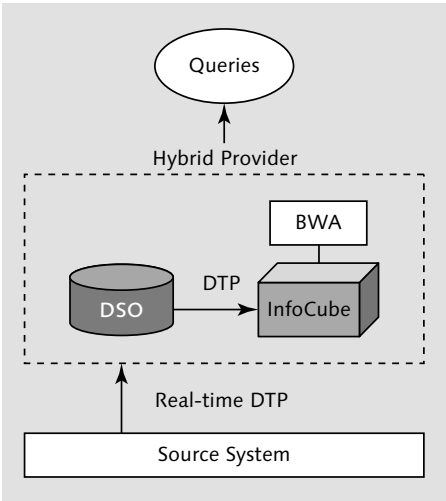 Queries
Hybrid Provider
BWA
DTP
DSO
InfoCube
Real-time DTP
Source System